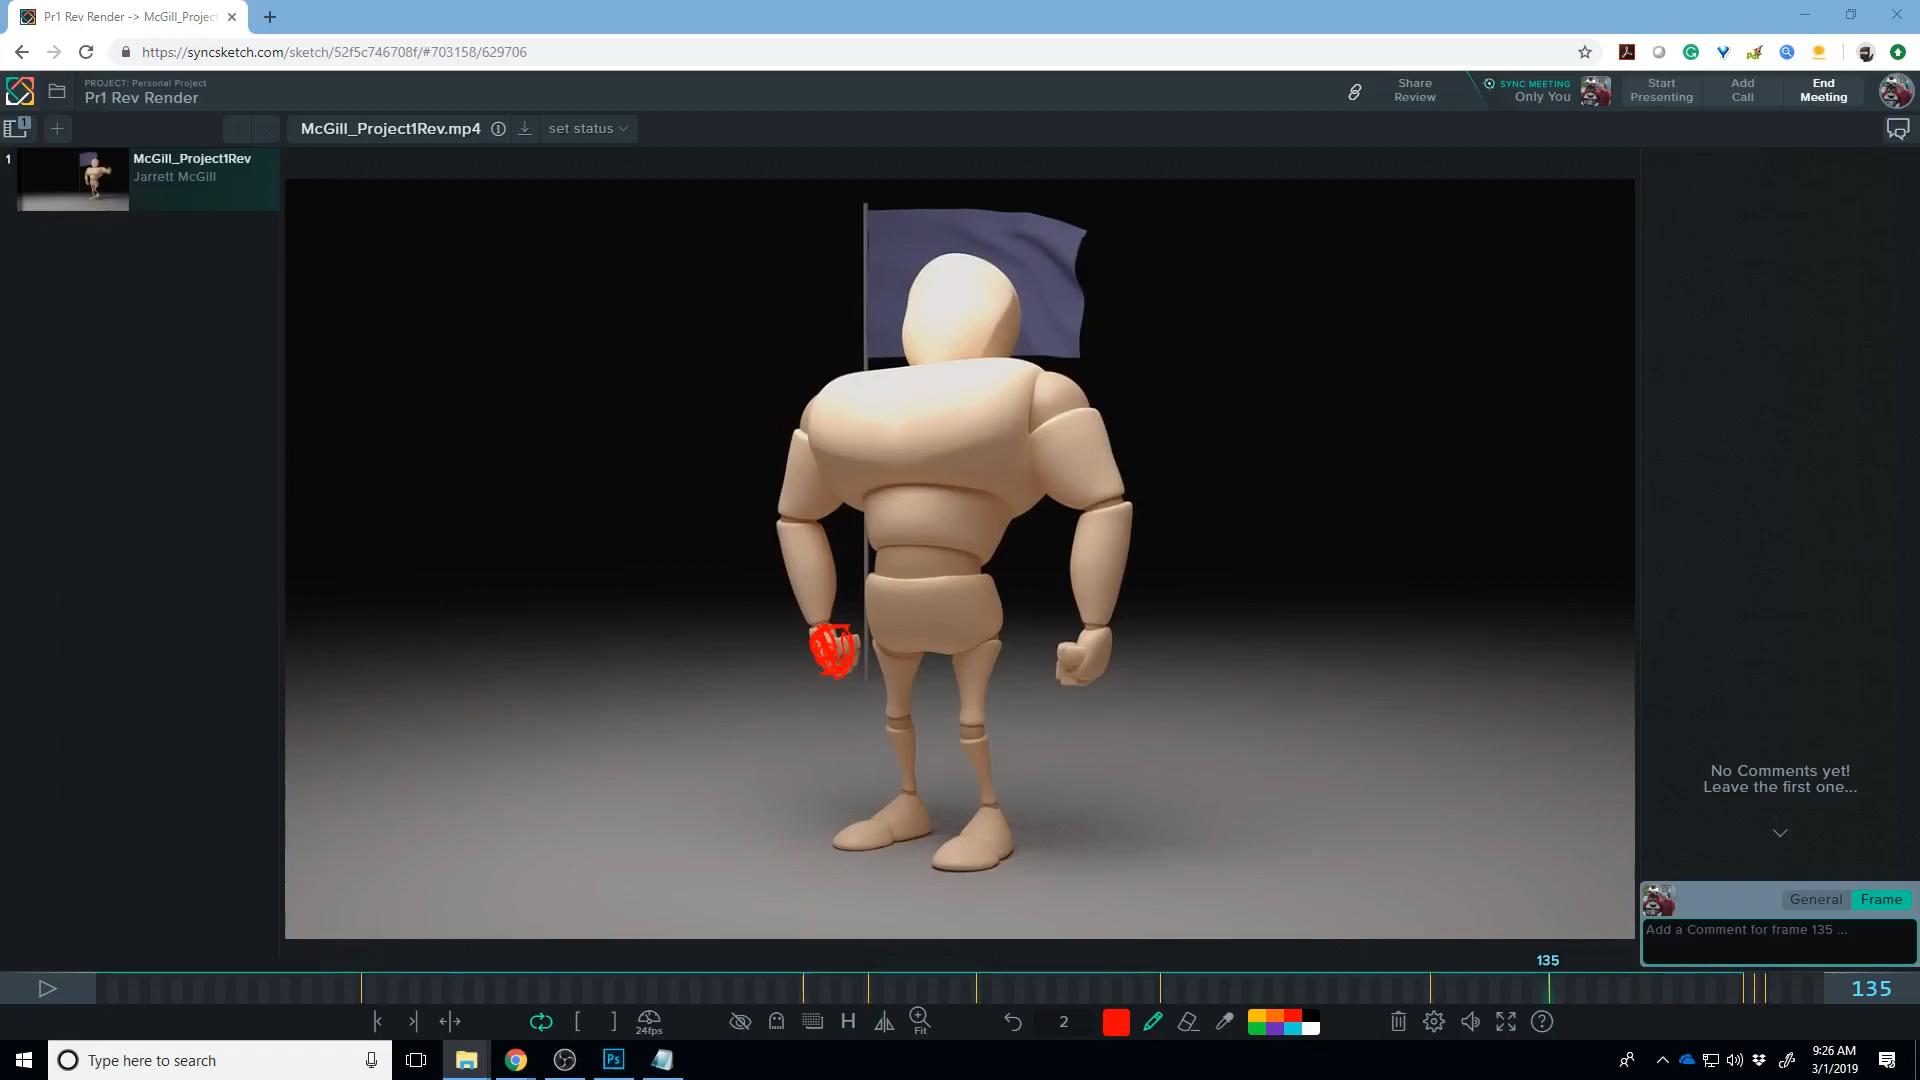 Pr1 Rev Render -> McGill_Project
https://syncsketch.com/sketch/52f5c746708f/#703158/629706
PROJECT: Personal Project
Pr1 Rev Render
Share Review
SYNC MEETING
Only You
Start Presenting
Add Call
End Meeting
1
McGill_Project1Rev.mp4
set status
1
McGill_Project1Rev
Jarrett McGill
No Comments yet!
Leave the first one...
General
Frame
Add a Comment for frame 135 ...
135
135
24fps
H
Fit
2
Ps
Type here to search
9:26 AM
3/1/2019